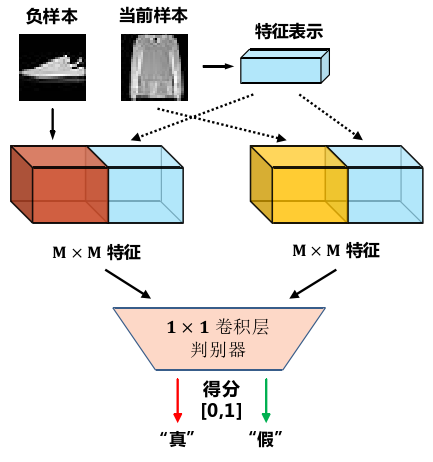 负样本
当前样本
特征表示
M × M 特征
M × M 特征
1 × 1 卷积层
判别器
得分
[0,1]
“真”
“假”